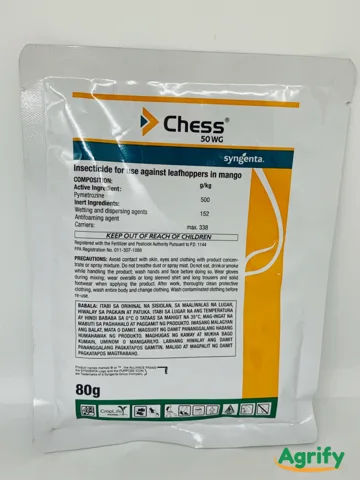 Chess®
50WG
syngenta.
Insecticide for use against leafhoppers in mango
COMPOSITION: g/kg
Active Ingredient:
Pymetrozine 500
Inert Ingredients:
Wetting and dispersing agents 152
Antifoaming agent
Carriers: max. 338
KEEP OUT OF REACH OF CHILDREN
Registered with the Fertilizer and Pesticide Authority Pursuant to P.D. 1144
FPA Registration No.
PRECAUTIONS: Avoid contact with skin, eyes and clothing with product concen-
trate or spray mixture. Do not breathe dust or spray mist. Do not eat, drink or smoke
while handling the product; wash hands and face before doing so. Wear gloves
during mixing; wear overalls or long sleeved shirt and long trousers and solid
footwear when applying the product. After work, thoroughly clean protective
clothing, wash entire body and change clothing. Wash contaminated clothing before
re-use.
BABALA: ITABI SA ORIHINAL NA SISIDLAN, SA MALILIWALAS NA LUGAR,
HIWALAY SA PAGKAIN AT PATUKA. ITABI SA LUGAR NA ANG TEMPERATURA
AY HINDI BABABA SA 0°C O TATAAS SA MAHIGIT NA 35°C. MAG-INGAT NA
MABUTI SA PAGHAHALO AT PAGGAMIT NG PRODUKTO. IWASANG MALAGYAN
ANG BALAT, MATA O DAMIT. MAGSUOT NG DAMIT PANANGGALANG HABANG
HUMAHAWAK NG PRODUKTO. MAGHUGAS NG KAMAY AT MUKHA BAGO
KUMAIN, UMINOM O MANIGARILYO. LABHANG HIWALAY ANG DAMIT
PANANGGALANG PAGKATAPOS GAMITIN. MALIGO AT MAGPALIT NG DAMIT
PAGKATAPOS MAGTRABAHO.
80g
CropLife
Agrify